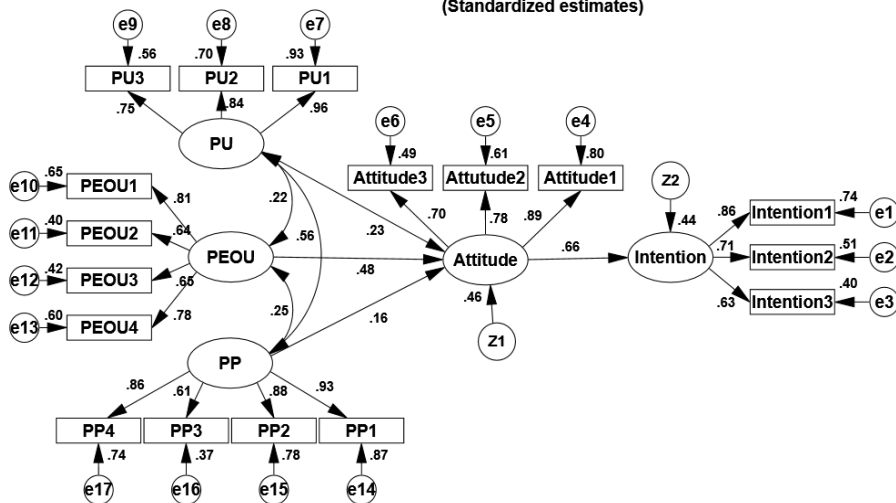 (Standardized estimates)
e9 e8 e7
.56 .70 .93
PU3 PU2 PU1
.75 .84 .96
PU
e6 e5 e4
.49 .61 .80
Attitude3 Attutude2 Attitude1
.70 .78 .89
e10 .65 PEOU1 .81
e11 .40 PEOU2 .64
e12 .42 PEOU3 .65
e13 .60 PEOU4 .78
PEOU
.22 .56 .25
.23
.48
.16
Attitude
.46
Z1
.66
Z2
.44
Intention
.86 Intention1 .74 e1
.71 Intention2 .51 e2
.63 Intention3 .40 e3
PP
.86 .61 .88 .93
PP4 PP3 PP2 PP1
.74 .37 .78 .87
e17 e16 e15 e14